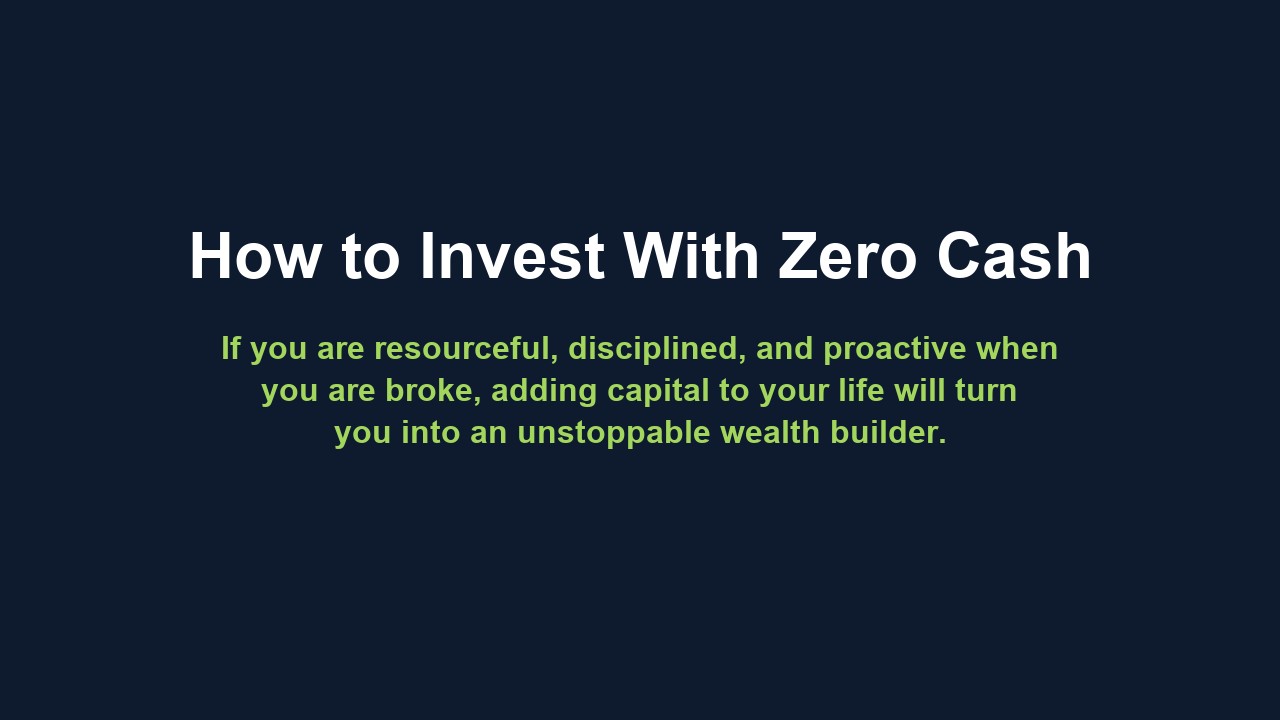 How to Invest With Zero Cash
If you are resourceful, disciplined, and proactive when
you are broke, adding capital to your life will turn
you into an unstoppable wealth builder.